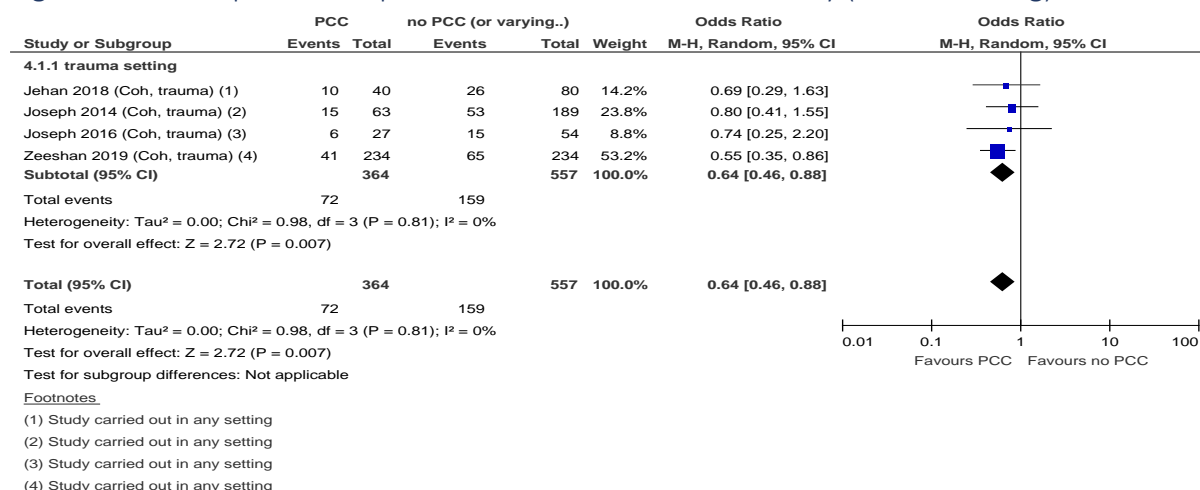 PCC no PCC (or varying..) Odds Ratio Odds Ratio
Study or Subgroup Events Total Events Total Weight M-H, Random, 95% CI M-H, Random, 95% CI
4.1.1 trauma setting
Jehan 2018 (Coh, trauma) (1) 10 40 26 80 14.2% 0.69 [0.29, 1.63]
Joseph 2014 (Coh, trauma) (2) 15 63 53 189 23.8% 0.80 [0.41, 1.55]
Joseph 2016 (Coh, trauma) (3) 6 27 15 54 8.8% 0.74 [0.25, 2.20]
Zeeshan 2019 (Coh, trauma) (4) 41 234 65 234 53.2% 0.55 [0.35, 0.86]
Subtotal (95% CI) 364 557 100.0% 0.64 [0.46, 0.88]
Total events 72 159
Heterogeneity: Tau² = 0.00; Chi² = 0.98, df = 3 (P = 0.81); I² = 0%
Test for overall effect: Z = 2.72 (P = 0.007)
Total (95% CI) 364 557 100.0% 0.64 [0.46, 0.88]
Total events 72 159
Heterogeneity: Tau² = 0.00; Chi² = 0.98, df = 3 (P = 0.81); I² = 0%
Test for overall effect: Z = 2.72 (P = 0.007)
Test for subgroup differences: Not applicable
0.01 0.1 1 10 100
Favours PCC Favours no PCC
Footnotes
(1) Study carried out in any setting
(2) Study carried out in any setting
(3) Study carried out in any setting
(4) Study carried out in any setting